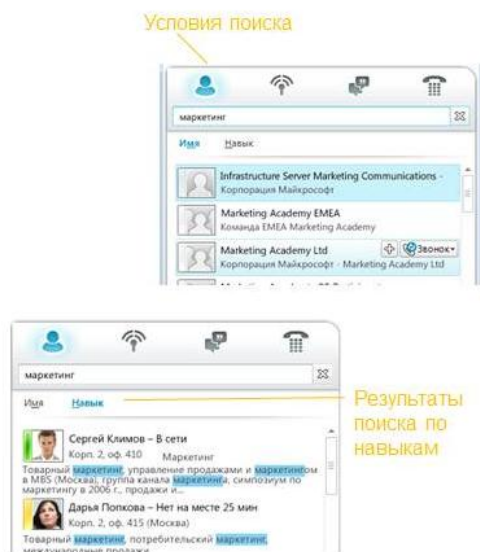 Условия поиска
маркетинг
Имя Навык
Infrastructure Server Marketing Communications -
Корпорация Майкрософт
Marketing Academy EMEA
Команда EMEA Marketing Academy
Marketing Academy Ltd Звонок
Корпорация Майкрософт - Marketing Academy Ltd
маркетинг
Имя Навык
Результаты
поиска по
навыкам
Сергей Климов – В сети
Корп. 2, оф. 410 Маркетинг
Товарный маркетинг, управление продажами и маркетингом
в MBS (Москва), группа канала маркетинга, симпозиум по
маркетингу в 2006 г., продажи и...
Дарья Попкова – Нет на месте 25 мин
Корп. 2, оф. 415 (Москва)
Товарный маркетинг, потребительский маркетинг,
международные продажи